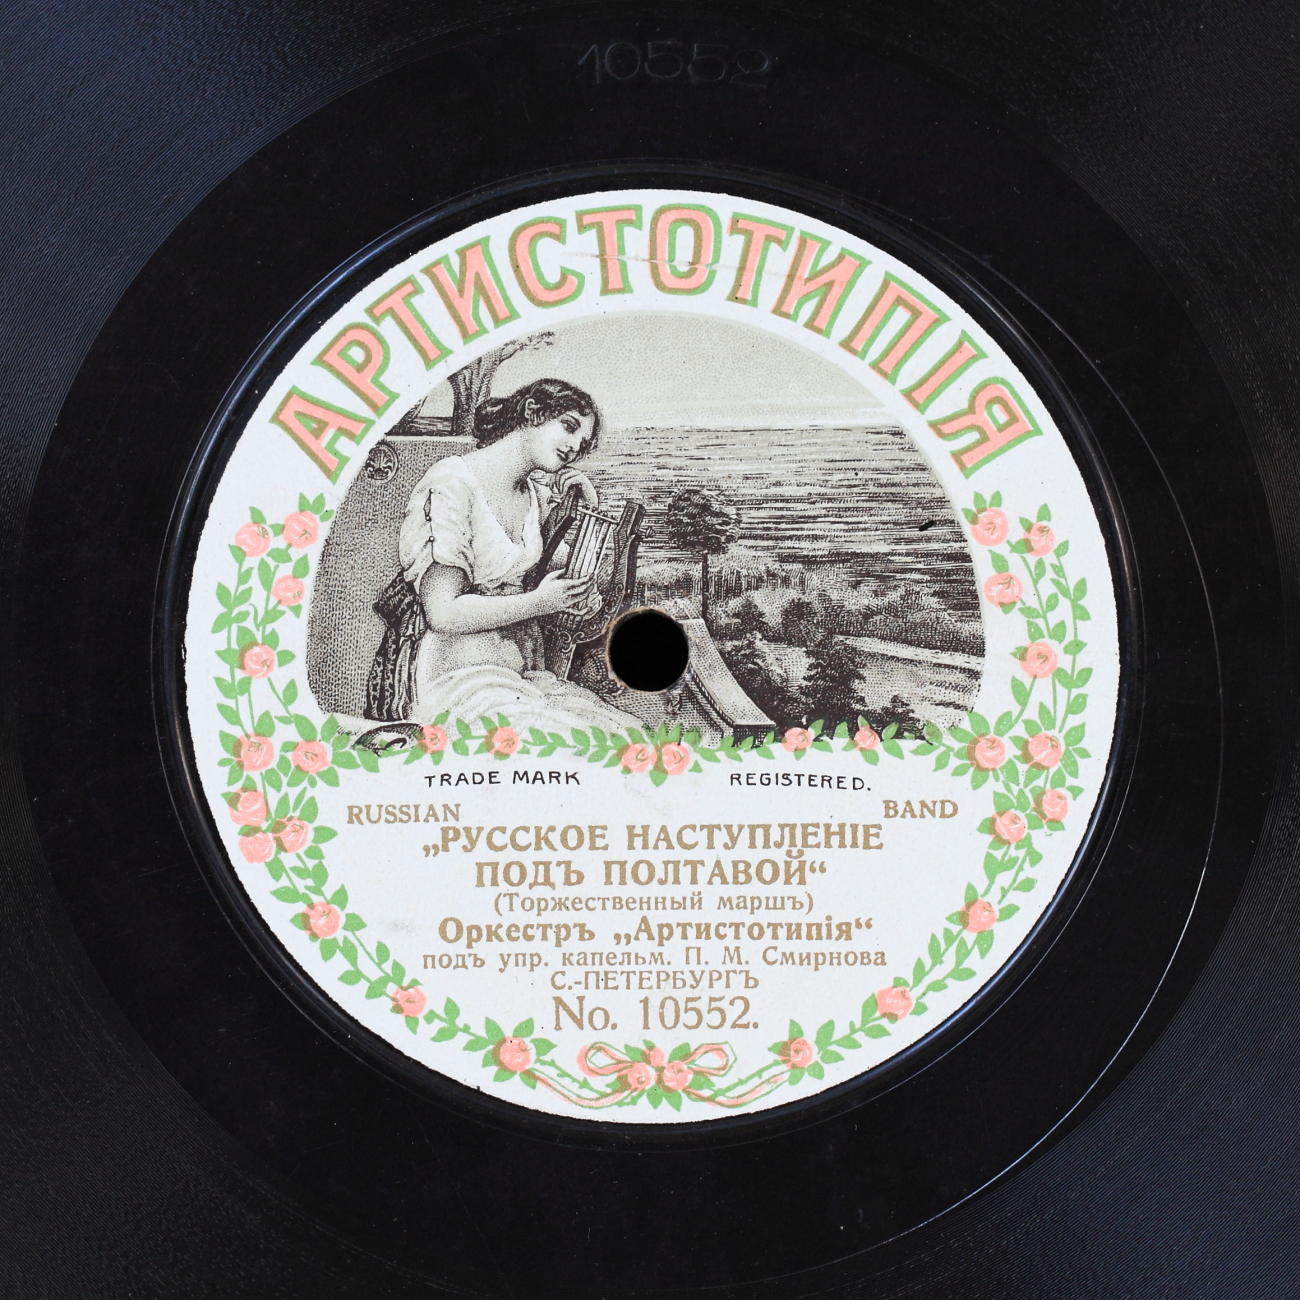 10552
АРТИСТОТИПІЯ
TRADE MARK REGISTERED.
RUSSIAN BAND
„РУССКОЕ НАСТУПЛЕНІЕ
ПОДЪ ПОЛТАВОЙ“
(Торжественный маршъ)
Оркестръ „Артистотипія“
подъ упр. капельм. П. М. Смирнова
С.-ПЕТЕРБУРГЪ
No. 10552.